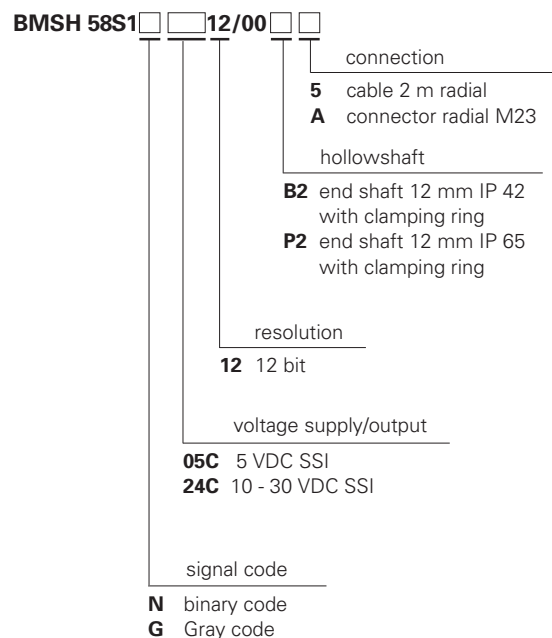 BMSH 58S1 12/00
connection
5 cable 2 m radial
A connector radial M23
hollowshaft
B2 end shaft 12 mm IP 42
with clamping ring
P2 end shaft 12 mm IP 65
with clamping ring
resolution
12 12 bit
voltage supply/output
05C 5 VDC SSI
24C 10 - 30 VDC SSI
signal code
N binary code
G Gray code